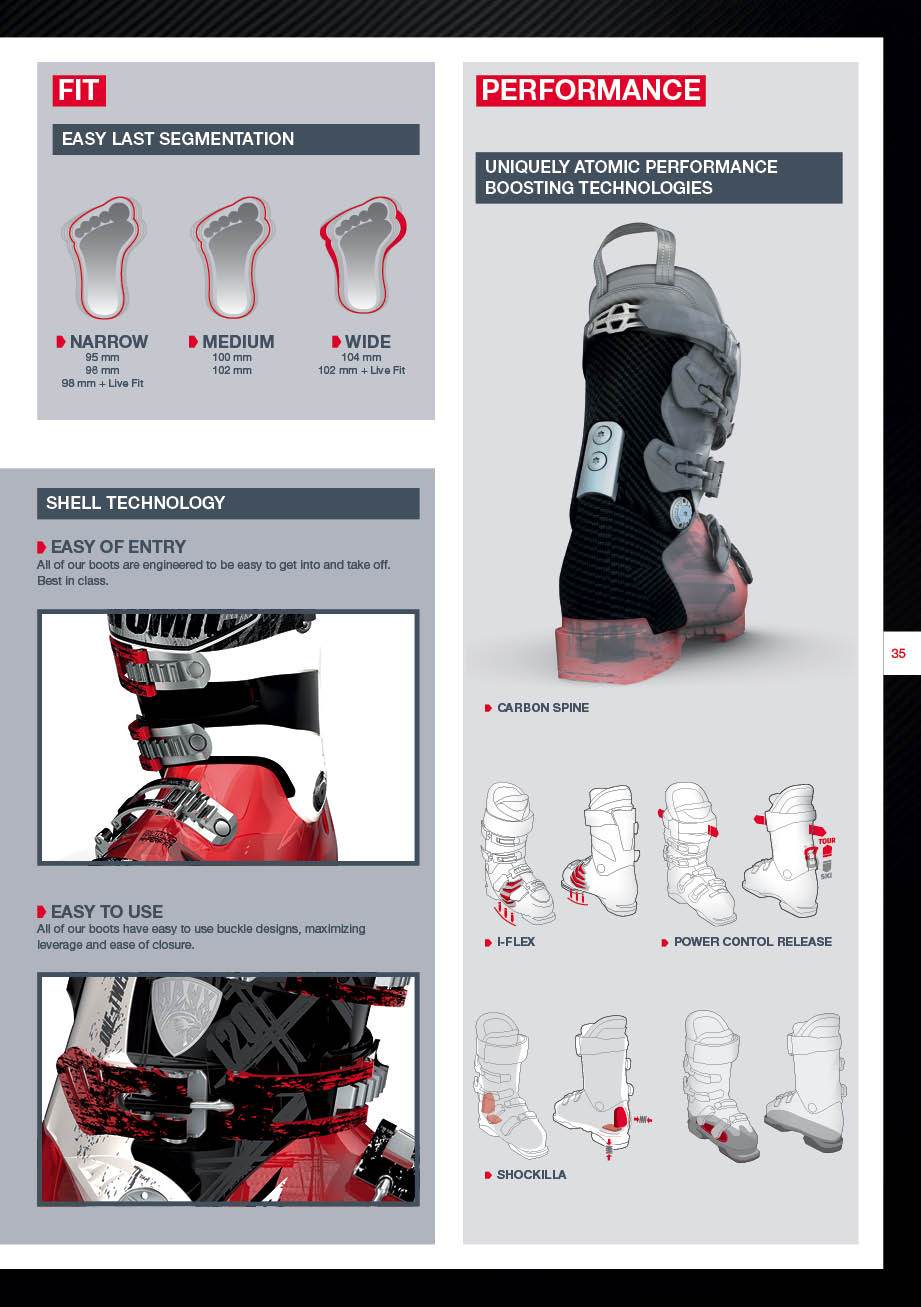 FIT
EASY LAST SEGMENTATION
NARROW
95 mm
96 mm
98 mm + Live Fit
MEDIUM
100 mm
102 mm
WIDE
104 mm
102 mm + Live Fit
SHELL TECHNOLOGY
EASY OF ENTRY
All of our boots are engineered to be easy to get into and take off.
Best in class.
EASY TO USE
All of our boots have easy to use buckle designs, maximizing
leverage and ease of closure.
ONE:TWO
HAWX
120
PERFORMANCE
UNIQUELY ATOMIC PERFORMANCE
BOOSTING TECHNOLOGIES
CARBON SPINE
TOUR
SKI
I-FLEX
POWER CONTOL RELEASE
SHOCKILLA
35